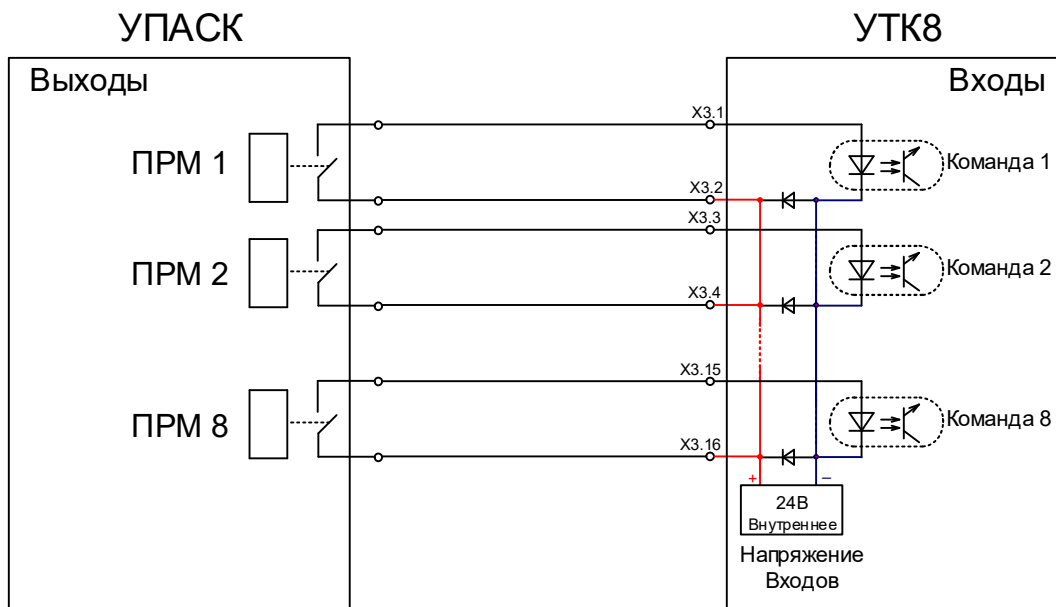 УПАСК
УТК8
Выходы
Входы
X3.1
ПРМ 1
Команда 1
X3.2
X3.3
ПРМ 2
Команда 2
X3.4
X3.15
ПРМ 8
Команда 8
X3.16
+
–
24В
Внутреннее
Напряжение
Входов